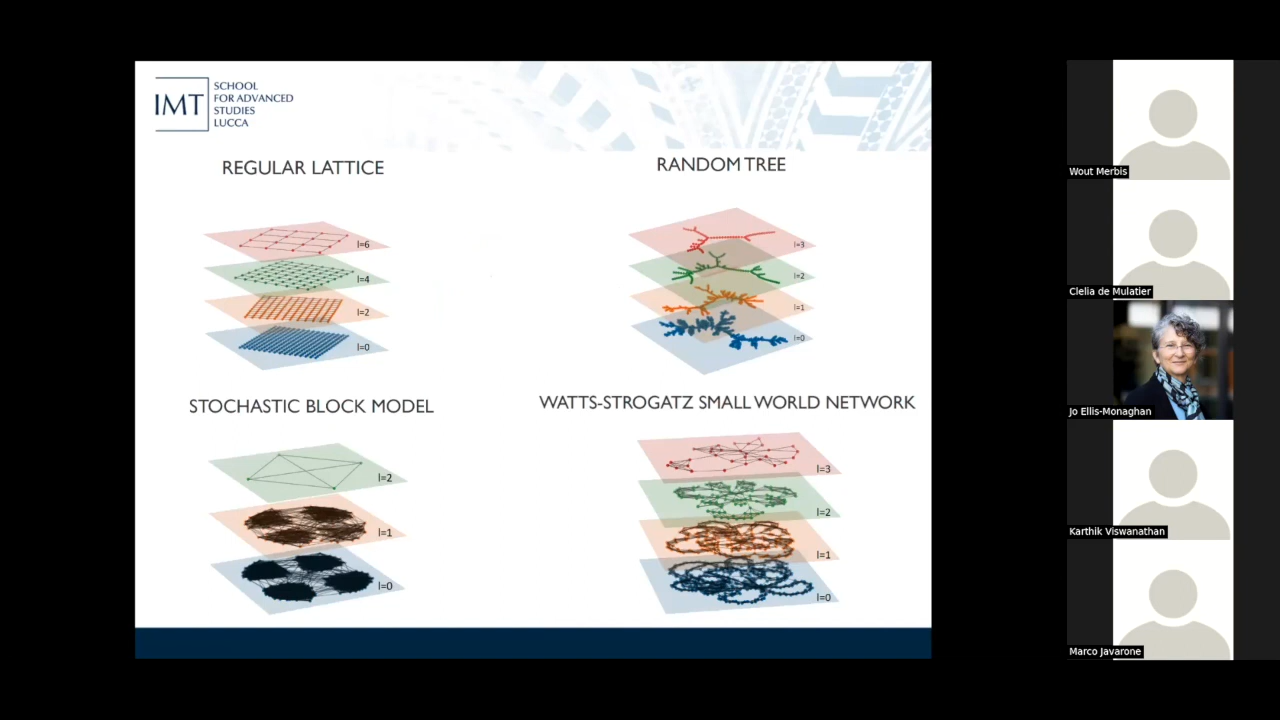 IMT
SCHOOL
FOR ADVANCED
STUDIES
LUCCA
REGULAR LATTICE
l=6
l=4
l=2
l=0
RANDOM TREE
l=3
l=2
l=1
l=0
STOCHASTIC BLOCK MODEL
l=2
l=1
l=0
WATTS-STROGATZ SMALL WORLD NETWORK
l=3
l=2
l=1
l=0
Wout Merbis
Clelia de Mulatier
Jo Ellis-Monaghan
Karthik Viswanathan
Marco Javarone